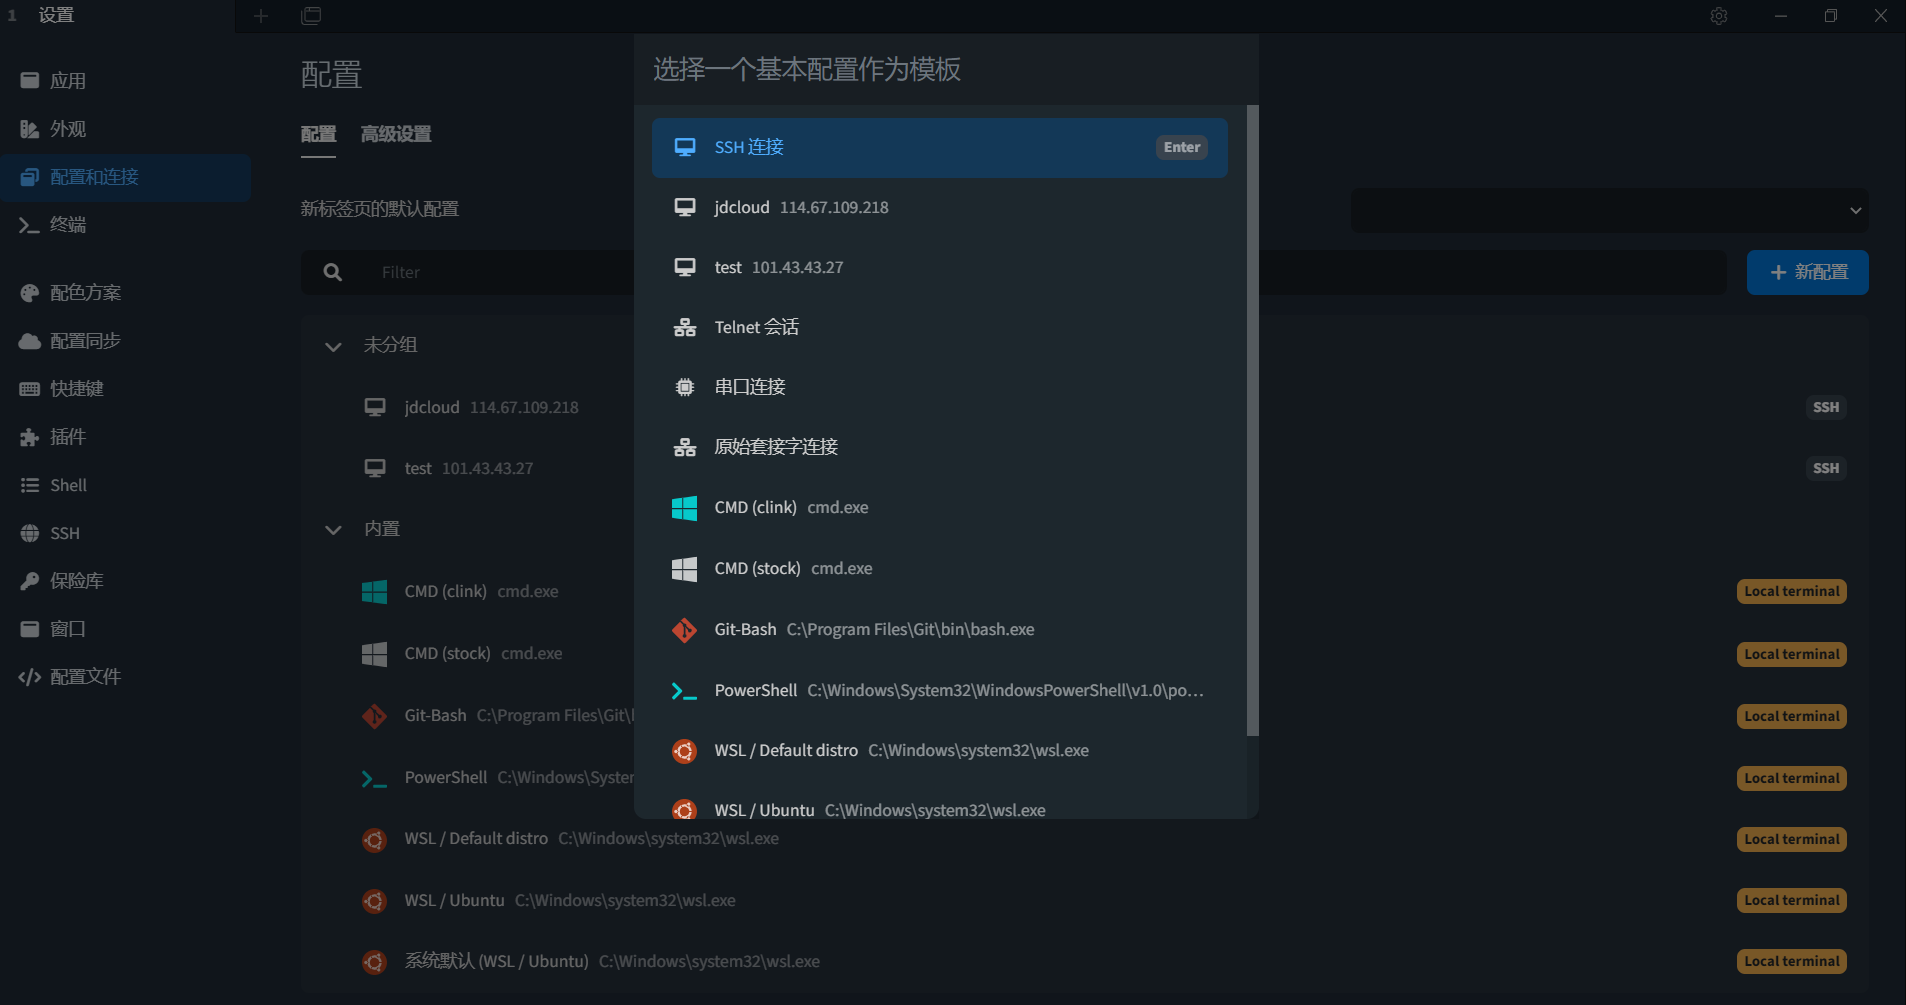 1 设置
应用
外观
配置和连接
终端
配色方案
配置同步
快捷键
插件
Shell
SSH
保险库
窗口
配置文件
配置
配置 高级设置
新标签页的默认配置
Filter
新配置
未分组
jdcloud 114.67.109.218 SSH
test 101.43.43.27 SSH
内置
CMD (clink) cmd.exe Local terminal
CMD (stock) cmd.exe Local terminal
Git-Bash C:\Program Files\Git\ Local terminal
PowerShell C:\Windows\System Local terminal
WSL / Default distro C:\Windows\system32\wsl.exe Local terminal
WSL / Ubuntu C:\Windows\system32\wsl.exe Local terminal
系统默认 (WSL / Ubuntu) C:\Windows\system32\wsl.exe Local terminal
选择一个基本配置作为模板
SSH 连接 Enter
jdcloud 114.67.109.218
test 101.43.43.27
Telnet 会话
串口连接
原始套接字连接
CMD (clink) cmd.exe
CMD (stock) cmd.exe
Git-Bash C:\Program Files\Git\bin\bash.exe
PowerShell C:\Windows\System32\WindowsPowerShell\v1.0\po…
WSL / Default distro C:\Windows\system32\wsl.exe
WSL / Ubuntu C:\Windows\system32\wsl.exe